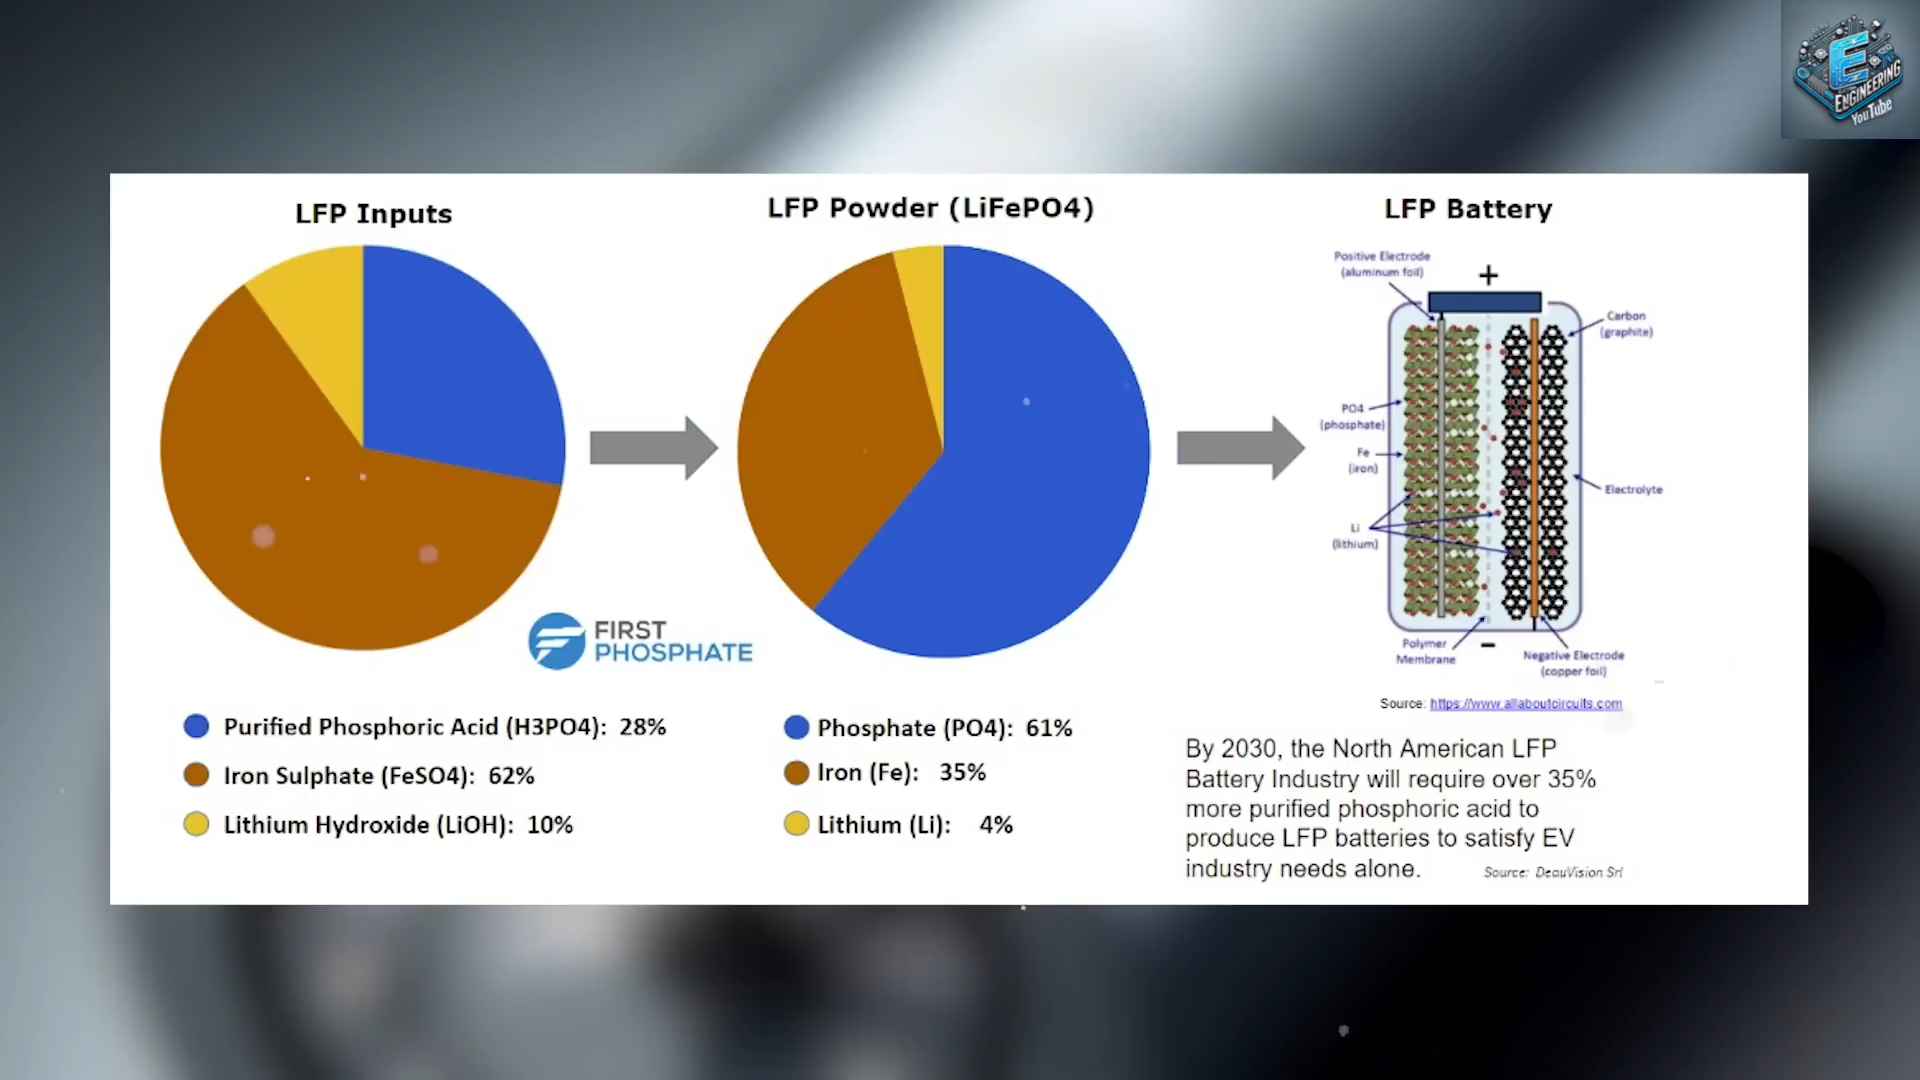 E
ENGINEERING
YouTube
LFP Inputs
LFP Powder (LiFePO4)
LFP Battery
Positive Electrode
(aluminum foil)
+
Carbon
(graphite)
PO4
(phosphate)
Fe
(iron)
Electrolyte
Li
(lithium)
Polymer
Membrane
−
Negative Electrode
(copper foil)
FIRST
PHOSPHATE
Purified Phosphoric Acid (H3PO4): 28%
Iron Sulphate (FeSO4): 62%
Lithium Hydroxide (LiOH): 10%
Phosphate (PO4): 61%
Iron (Fe): 35%
Lithium (Li): 4%
Source: https://www.allaboutcircuits.com
By 2030, the North American LFP
Battery Industry will require over 35%
more purified phosphoric acid to
produce LFP batteries to satisfy EV
industry needs alone.
Source: DeauVision Srl